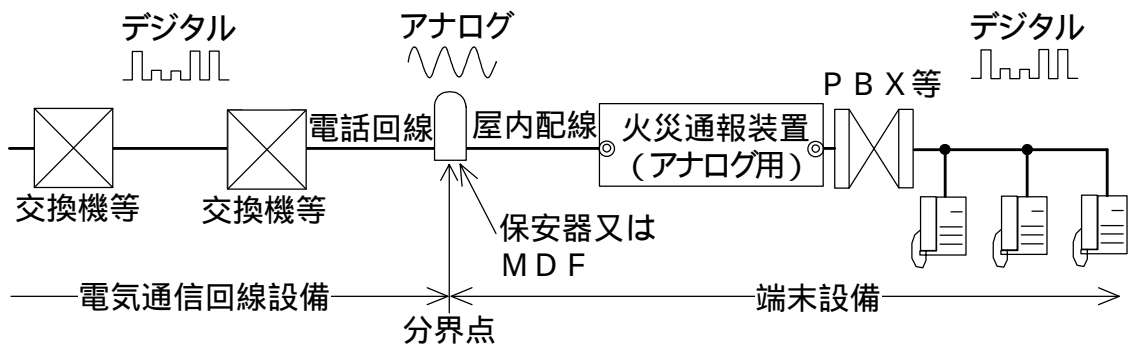 デジタル
アナログ
デジタル
PBX等
電話回線
屋内配線
火災通報装置
(アナログ用)
交換機等
交換機等
保安器又は
MDF
電気通信回線設備
端末設備
分界点